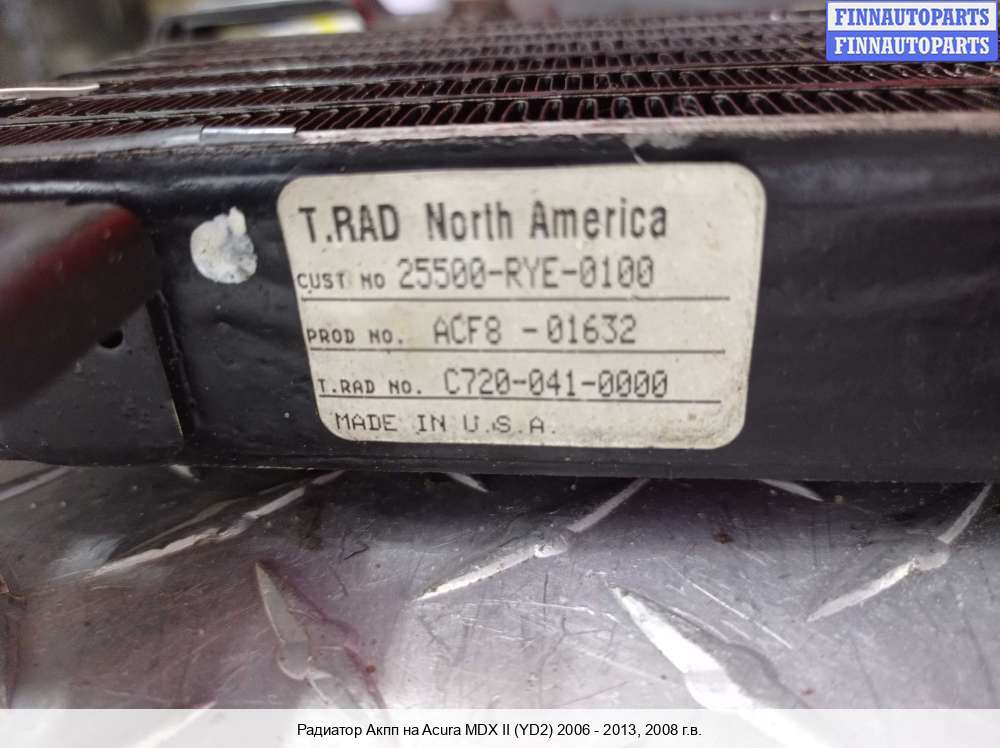 FINNAUTOPARTS
FINNAUTOPARTS
T.RAD North America
CUST NO 25500-RYE-0100
PROD NO. ACF8 -01632
T.RAD NO. C720-041-0000
MADE IN U.S.A.
Радиатор Акпп на Acura MDX II (YD2) 2006 - 2013, 2008 г.в.